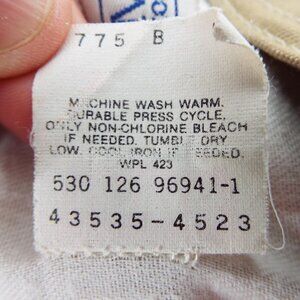 775 B
MACHINE WASH WARM.
DURABLE PRESS CYCLE.
ONLY NON-CHLORINE BLEACH
IF NEEDED. TUMBLE DRY
LOW. COOL IRON IF NEEDED.
WPL 423
530 126 96941-1
43535-4523